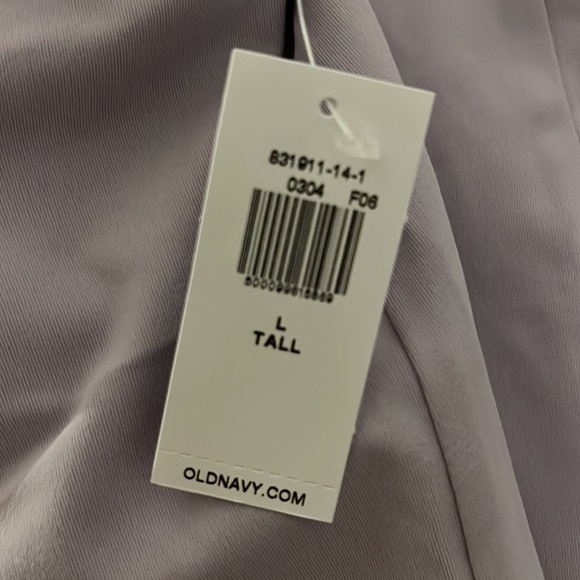 831911-14-1
0304 F06
L
TALL
OLDNAVY.COM